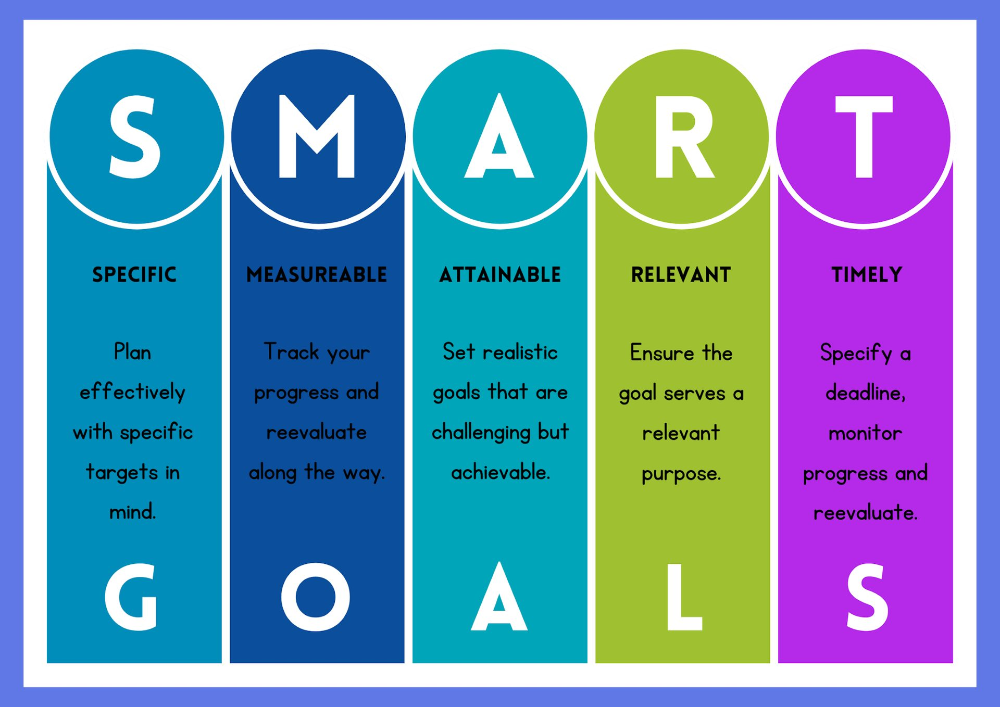 S M A R T
SPECIFIC
Plan
effectively
with specific
targets in
mind.
MEASUREABLE
Track your
progress and
reevaluate
along the way.
ATTAINABLE
Set realistic
goals that are
challenging but
achievable.
RELEVANT
Ensure the
goal serves a
relevant
purpose.
TIMELY
Specify a
deadline,
monitor
progress and
reevaluate.
G O A L S